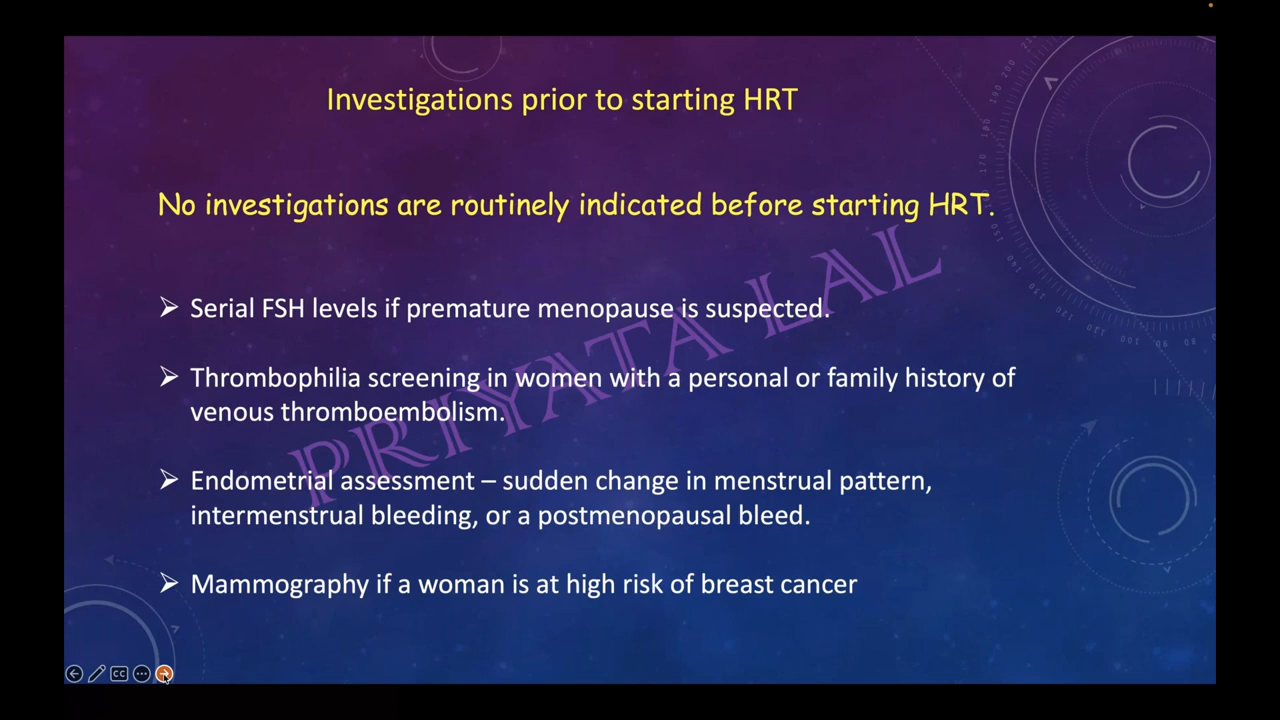 Investigations prior to starting HRT
No investigations are routinely indicated before starting HRT.
➢ Serial FSH levels if premature menopause is suspected.
➢ Thrombophilia screening in women with a personal or family history of
venous thromboembolism.
➢ Endometrial assessment – sudden change in menstrual pattern,
intermenstrual bleeding, or a postmenopausal bleed.
➢ Mammography if a woman is at high risk of breast cancer
PRIYATA LAL
CC